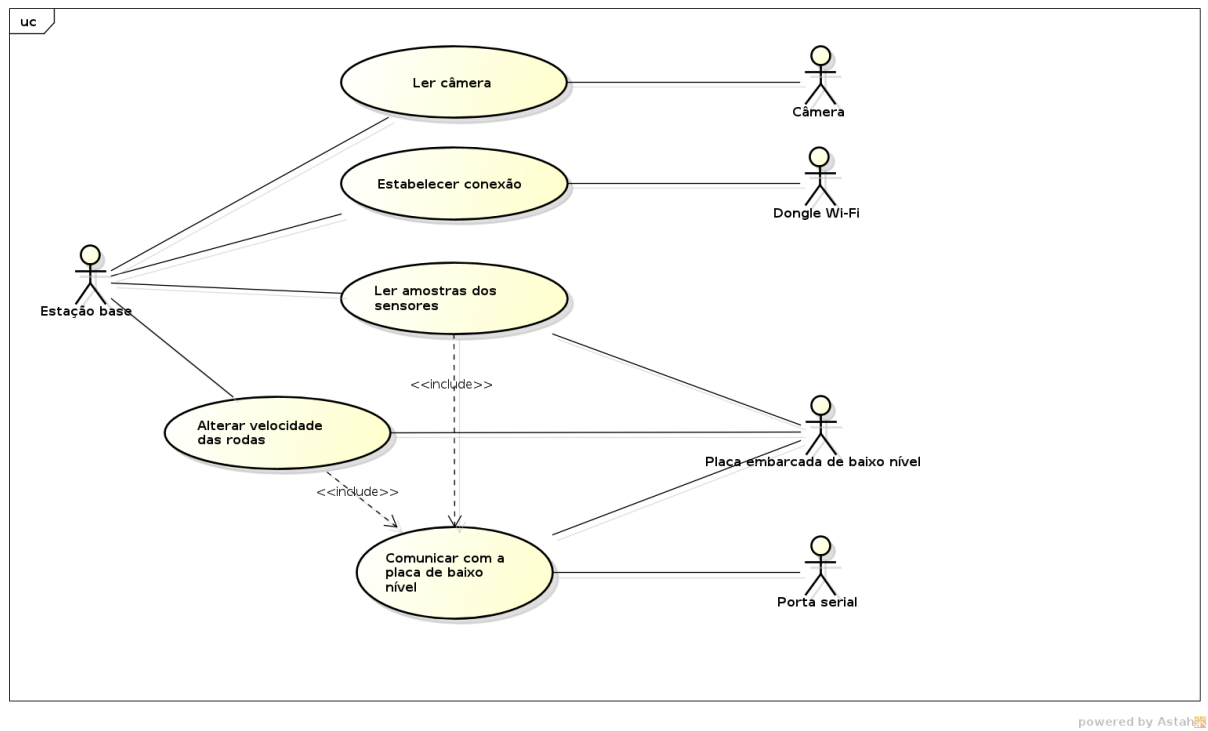 uc
Ler câmera
Câmera
Estabelecer conexão
Dongle Wi-Fi
Estação base
Ler amostras dos
sensores
<<include>>
Alterar velocidade
das rodas
Placa embarcada de baixo nível
<<include>>
Comunicar com a
placa de baixo
nível
Porta serial
powered by Astah